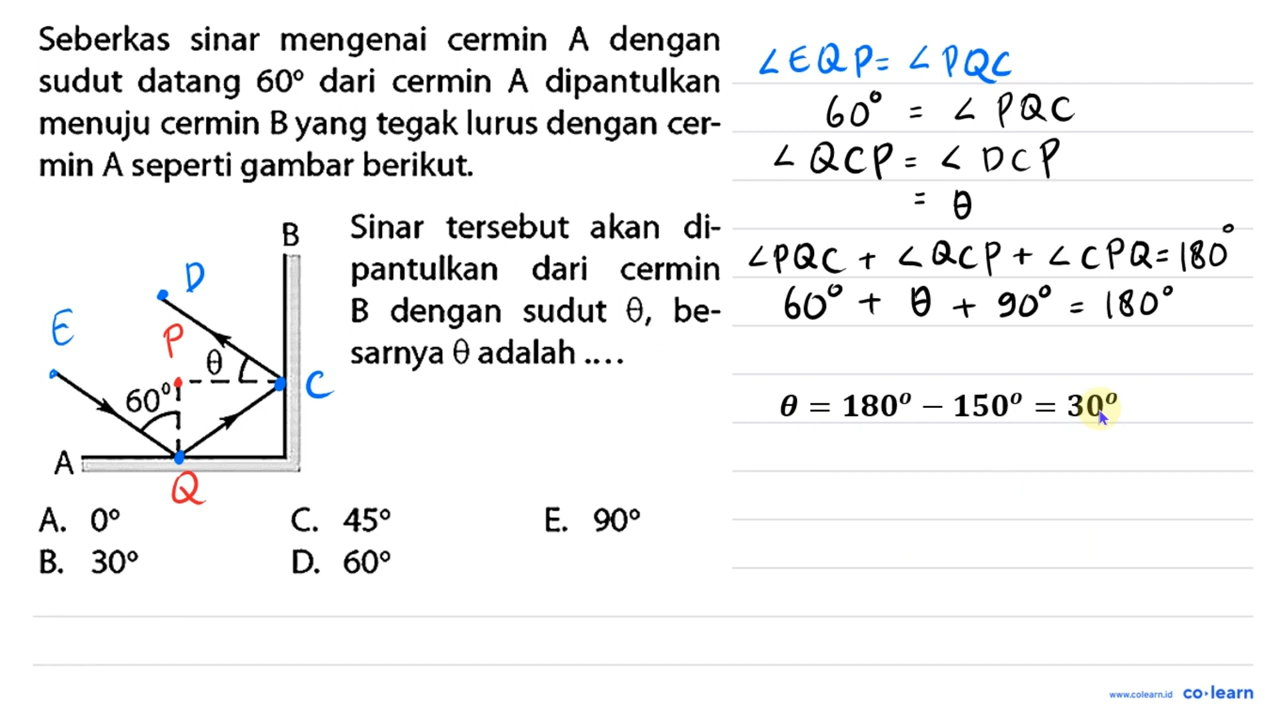 Seberkas sinar mengenai cermin A dengan
sudut datang 60° dari cermin A dipantulkan
menuju cermin B yang tegak lurus dengan cer-
min A seperti gambar berikut.
B
D
E
P
θ
60°
C
A
Q
Sinar tersebut akan di-
pantulkan dari cermin
B dengan sudut θ, be-
sarnya θ adalah ....
A. 0°
C. 45°
E. 90°
B. 30°
D. 60°
∠EQP = ∠PQC
60° = ∠PQC
∠QCP = ∠DCP
= θ
∠PQC + ∠QCP + ∠CPQ = 180°
60° + θ + 90° = 180°
θ = 180° − 150° = 30°
www.colearn.id co·learn